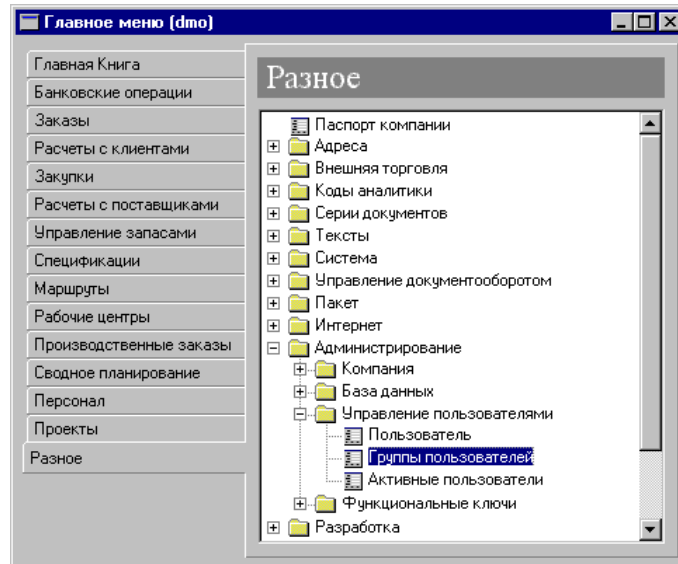 Главное меню (dmo)
Главная Книга
Банковские операции
Заказы
Расчеты с клиентами
Закупки
Расчеты с поставщиками
Управление запасами
Спецификации
Маршруты
Рабочие центры
Производственные заказы
Сводное планирование
Персонал
Проекты
Разное
Разное
Паспорт компании
Адреса
Внешняя торговля
Коды аналитики
Серии документов
Тексты
Система
Управление документооборотом
Пакет
Интернет
Администрирование
Компания
База данных
Управление пользователями
Пользователь
Группы пользователей
Активные пользователи
Функциональные ключи
Разработка